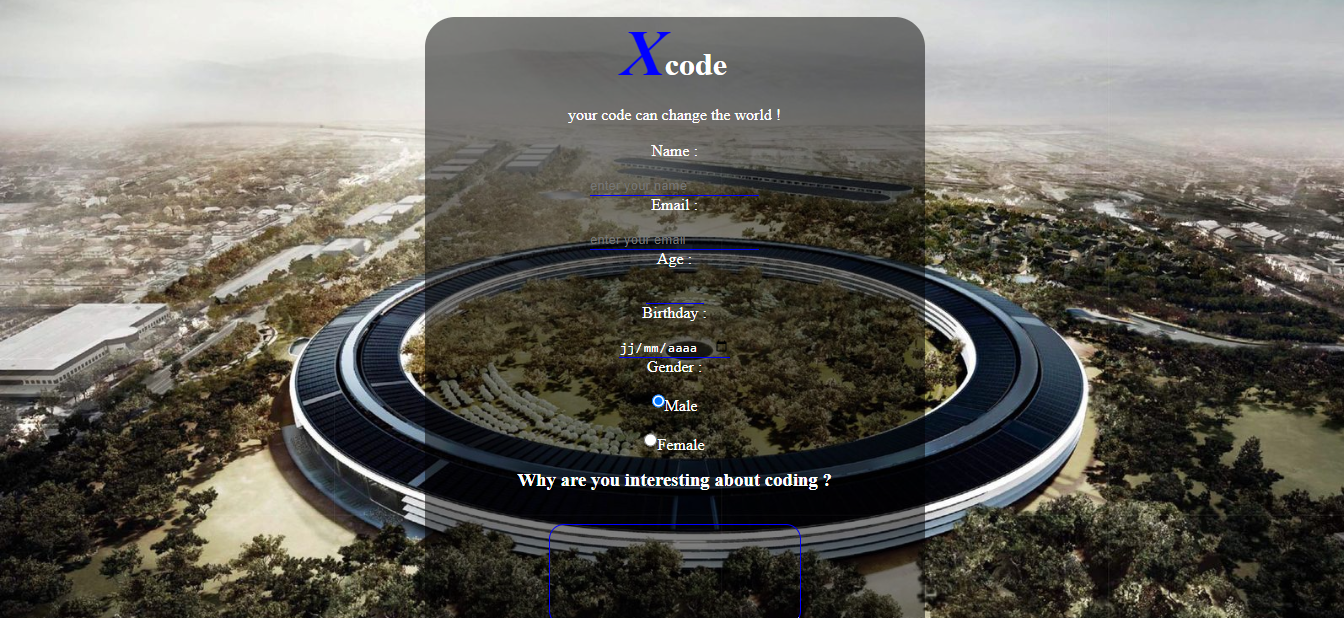 Xcode
your code can change the world !
Name :
enter your name
Email :
enter your email
Age :
Birthday :
jj/mm/aaaa
Gender :
Male
Female
Why are you interesting about coding ?